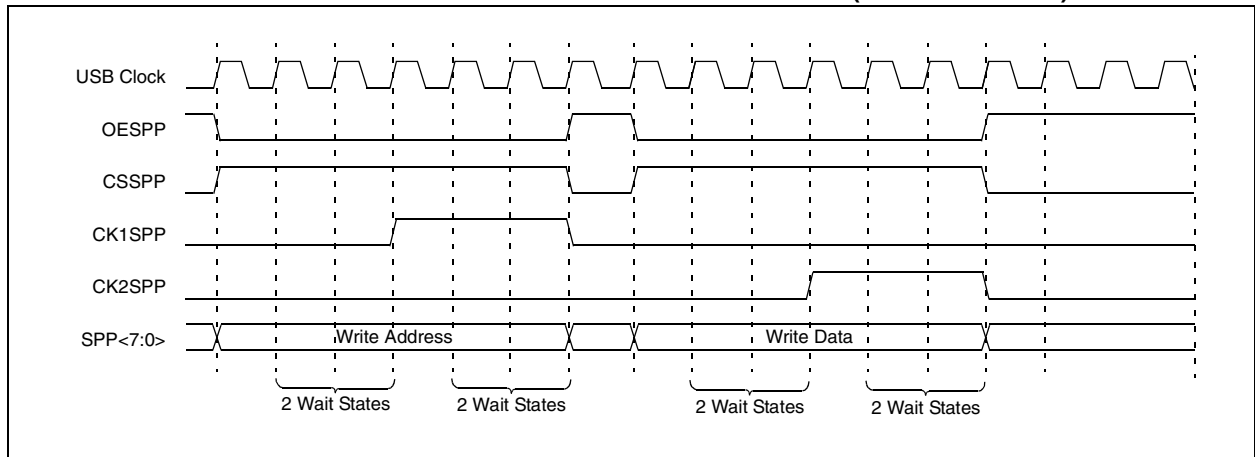 USB Clock
OESPP
CSSPP
CK1SPP
CK2SPP
SPP<7:0>
Write Address
Write Data
2 Wait States
2 Wait States
2 Wait States
2 Wait States